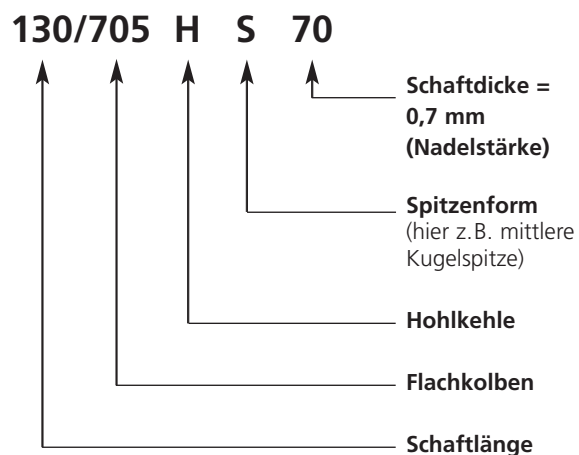 130/705 H S 70
Schaftdicke =
0,7 mm
(Nadelstärke)
Spitzenform
(hier z.B. mittlere
Kugelspitze)
Hohlkehle
Flachkolben
Schaftlänge